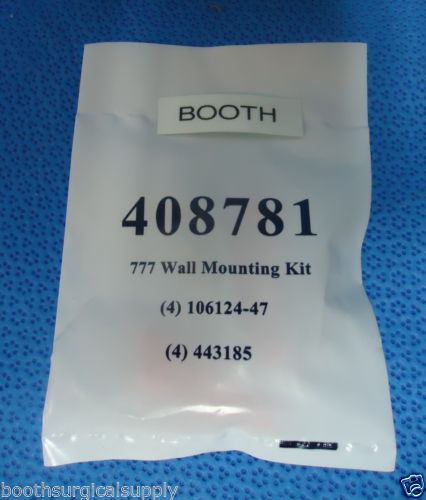 BOOTH
408781
777 Wall Mounting Kit
(4) 106124-47
(4) 443185
boothsurgicalsupply